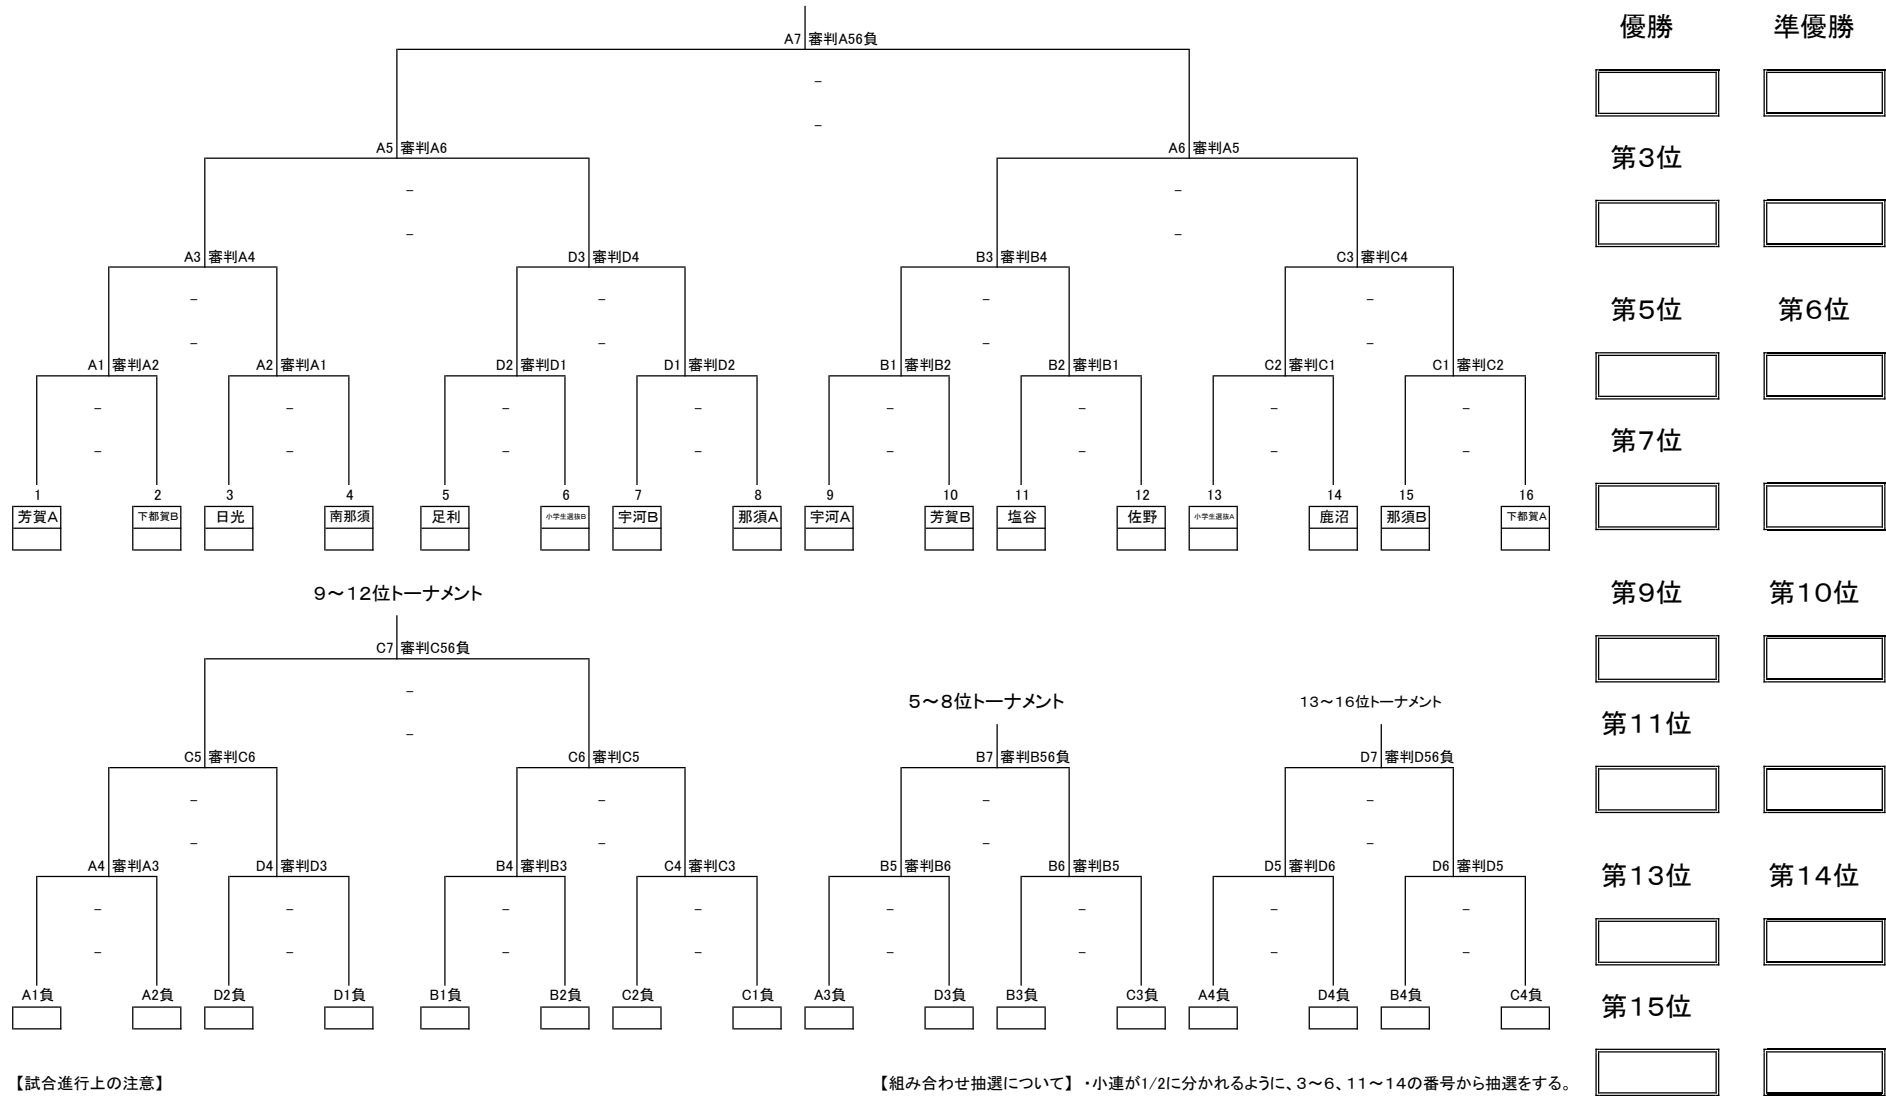 優勝 準優勝
A7 審判A56負
–
–
A5 審判A6 A6 審判A5
第3位
– –
– –
A3 審判A4 D3 審判D4 B3 審判B4 C3 審判C4
– – – –
第5位 第6位
– – – –
A1 審判A2 A2 審判A1 D2 審判D1 D1 審判D2 B1 審判B2 B2 審判B1 C2 審判C1 C1 審判C2
– – – – – – – –
第7位
– – – – – – – –
1 2 3 4 5 6 7 8 9 10 11 12 13 14 15 16
芳賀A 下都賀B 日光 南那須 足利 小学生選抜B 宇河B 那須A 宇河A 芳賀B 塩谷 佐野 小学生選抜A 鹿沼 那須B 下都賀A
9～12位トーナメント
第9位 第10位
C7 審判C56負
–
5～8位トーナメント 13～16位トーナメント
第11位
–
C5 審判C6 C6 審判C5 B7 審判B56負 D7 審判D56負
– – – –
– – – –
A4 審判A3 D4 審判D3 B4 審判B3 C4 審判C3 B5 審判B6 B6 審判B5 D5 審判D6 D6 審判D5
第13位 第14位
– – – – – – – –
– – – – – – – –
A1負 A2負 D2負 D1負 B1負 B2負 C2負 C1負 A3負 D3負 B3負 C3負 A4負 D4負 B4負 C4負
第15位
【試合進行上の注意】 【組み合わせ抽選について】 ・小連が1/2に分かれるように、3～6、11～14の番号から抽選をする。